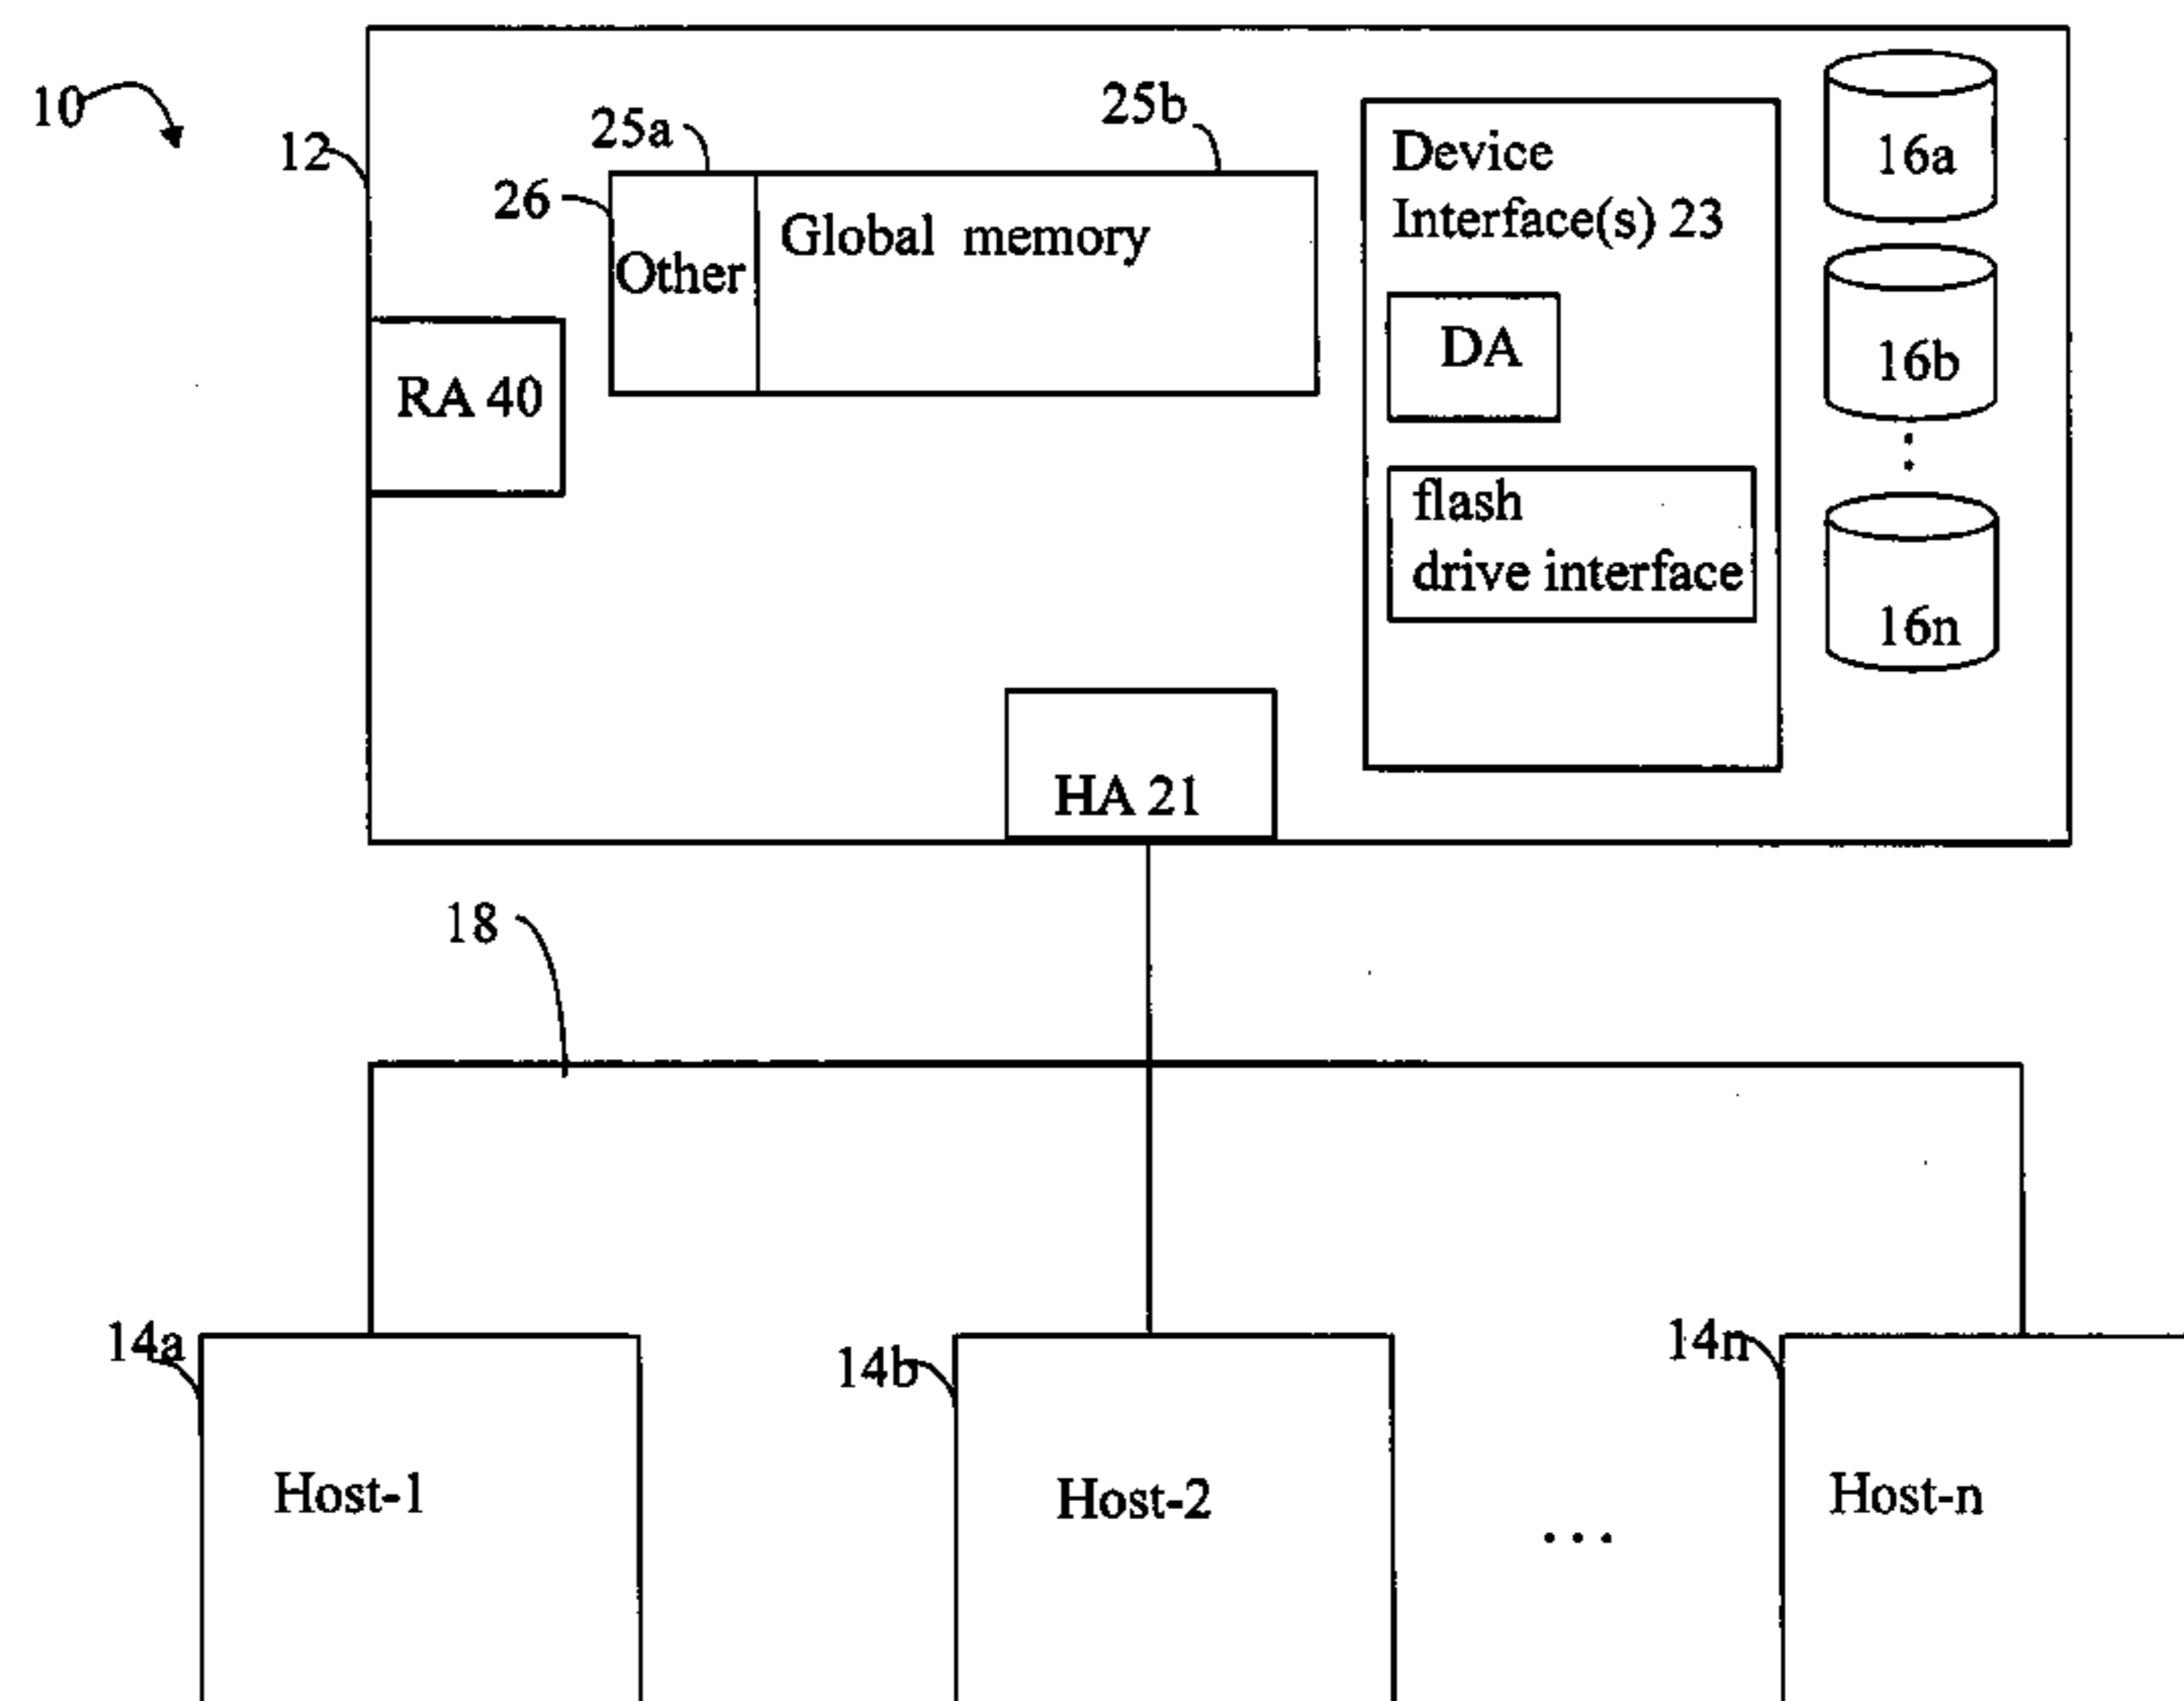 10
12
25a
25b
26
Other
Global memory
Device
Interface(s) 23
DA
flash
drive interface
16a
16b
16n
RA 40
HA 21
18
14a
14b
14n
Host-1
Host-2
...
Host-n